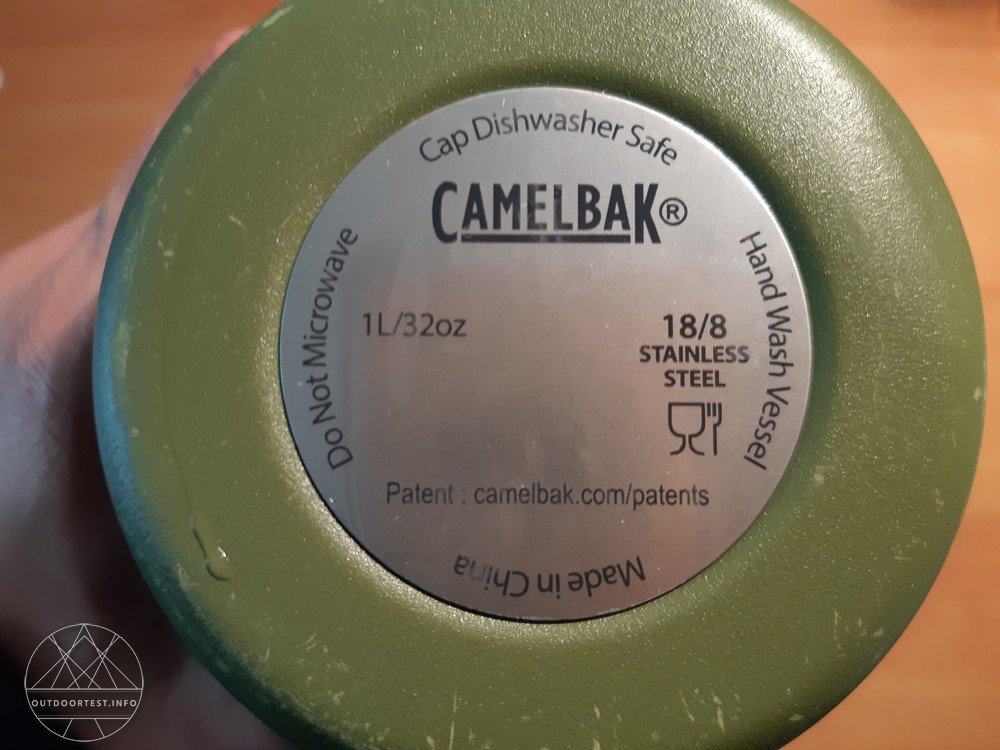 Cap Dishwasher Safe
CAMELBAK®
Do Not Microwave
1L/32oz
18/8
STAINLESS
STEEL
Hand Wash Vessel
Patent : camelbak.com/patents
Made in China
OUTDOORTEST.INFO